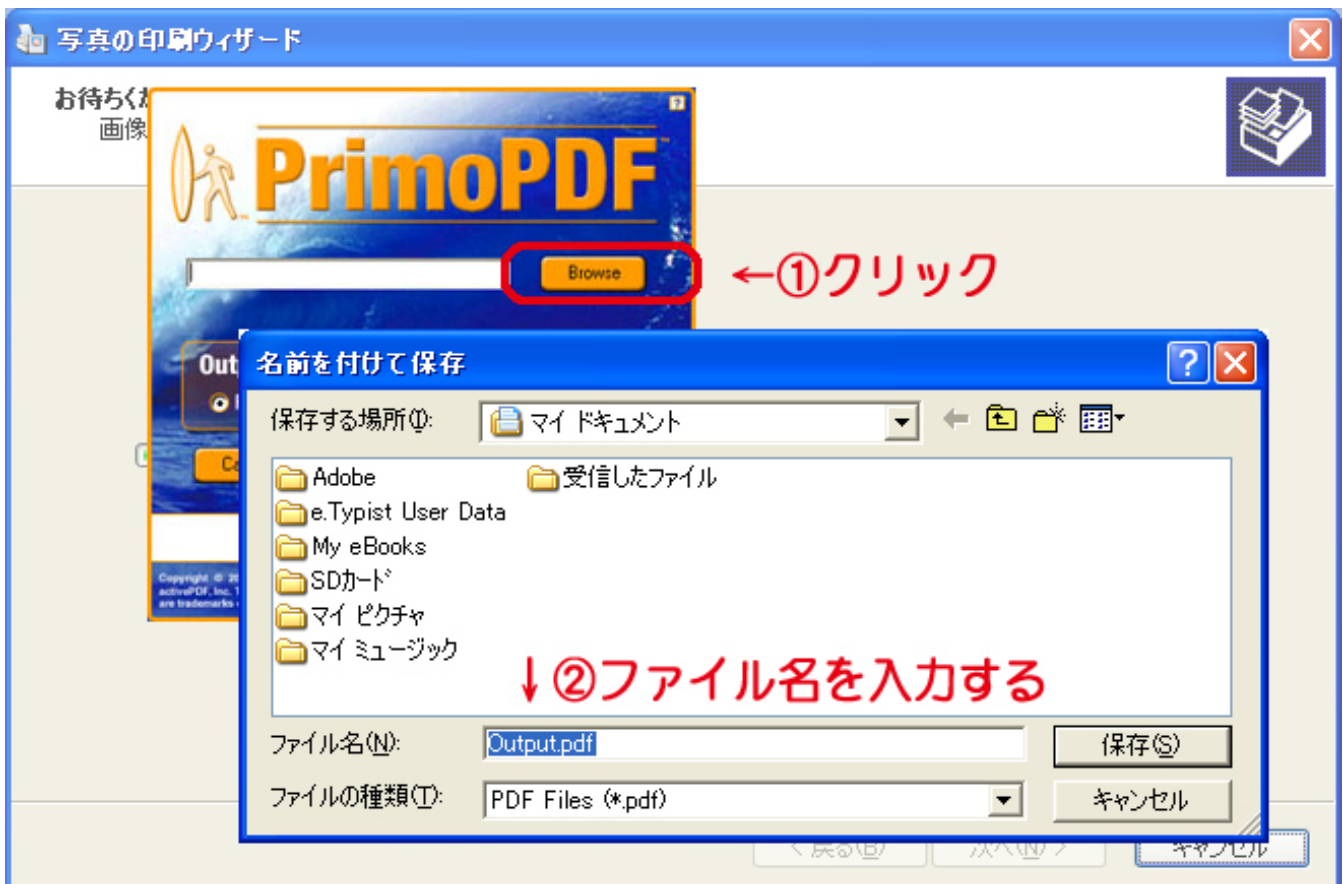 写真の印刷ウィザード
お待ちくだ
画像
PrimoPDF™
Browse
←①クリック
Out
名前を付けて保存
保存する場所(I):
マイ ドキュメント
Adobe
受信したファイル
e.Typist User Data
My eBooks
SDカード
マイ ピクチャ
マイ ミュージック
Copyright © 20
activePDF, Inc. T
are trademarks
↓②ファイル名を入力する
ファイル名(N):
Output.pdf
保存(S)
ファイルの種類(T):
PDF Files (*.pdf)
キャンセル
< 戻る(B)
次へ(N) >
キャンセル